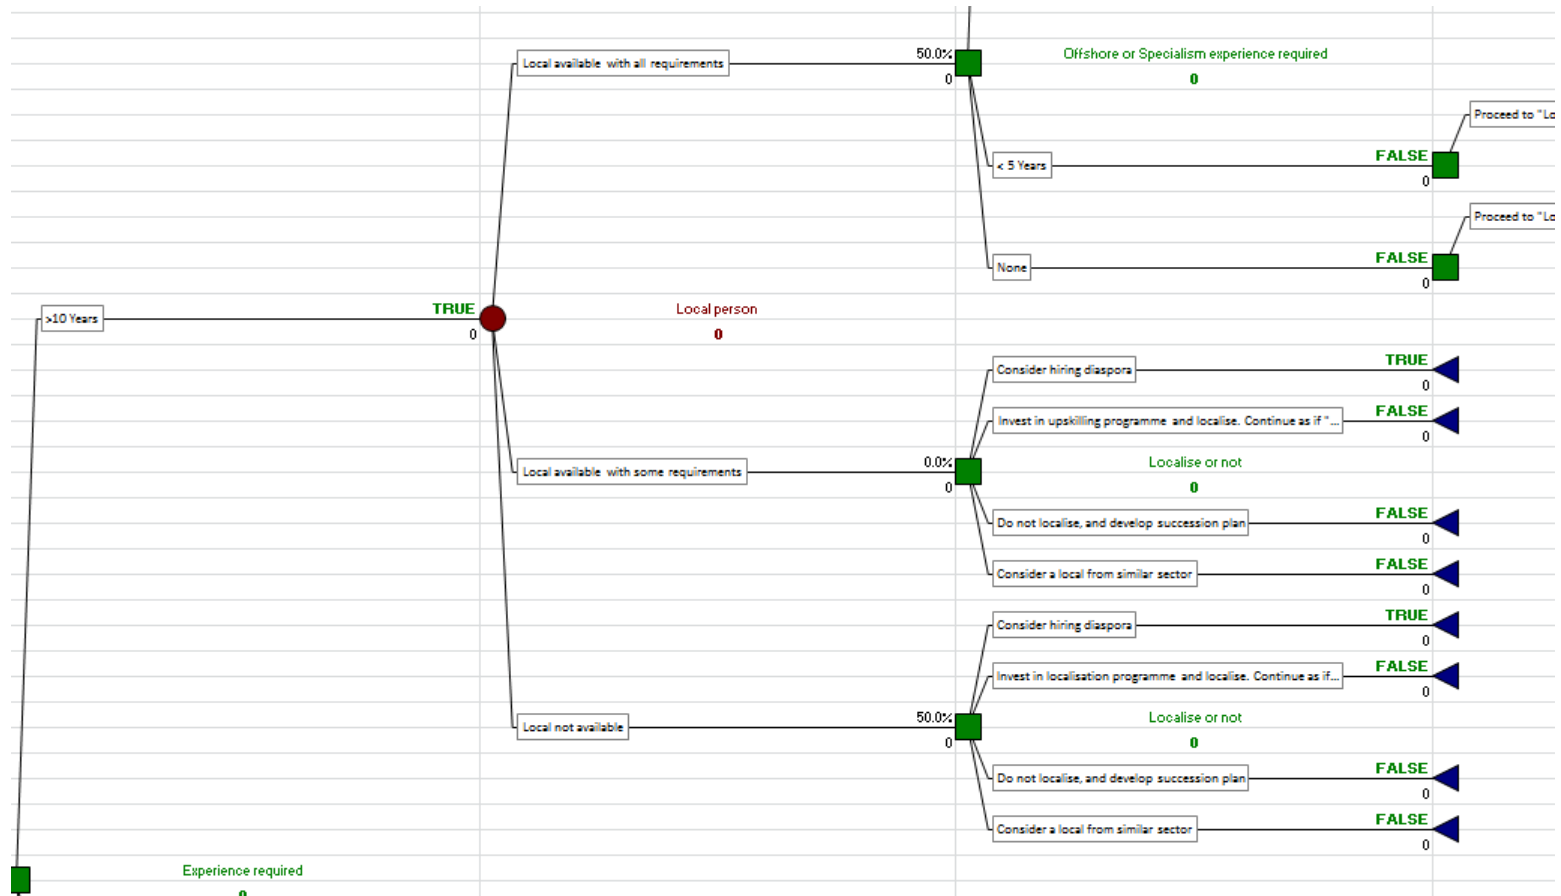 50.0%
Offshore or Specialism experience required
Local available with all requirements
0
0
Proceed to "Lo
FALSE
< 5 Years
0
Proceed to "Lo
FALSE
None
0
TRUE
Local person
>10 Years
0
0
TRUE
Consider hiring diaspora
0
FALSE
Invest in upskilling programme and localise. Continue as if "...
0
0.0%
Localise or not
Local available with some requirements
0
0
FALSE
Do not localise, and develop succession plan
0
FALSE
Consider a local from similar sector
0
TRUE
Consider hiring diaspora
0
FALSE
Invest in localisation programme and localise. Continue as if...
0
50.0%
Localise or not
Local not available
0
0
FALSE
Do not localise, and develop succession plan
0
FALSE
Consider a local from similar sector
0
Experience required
0